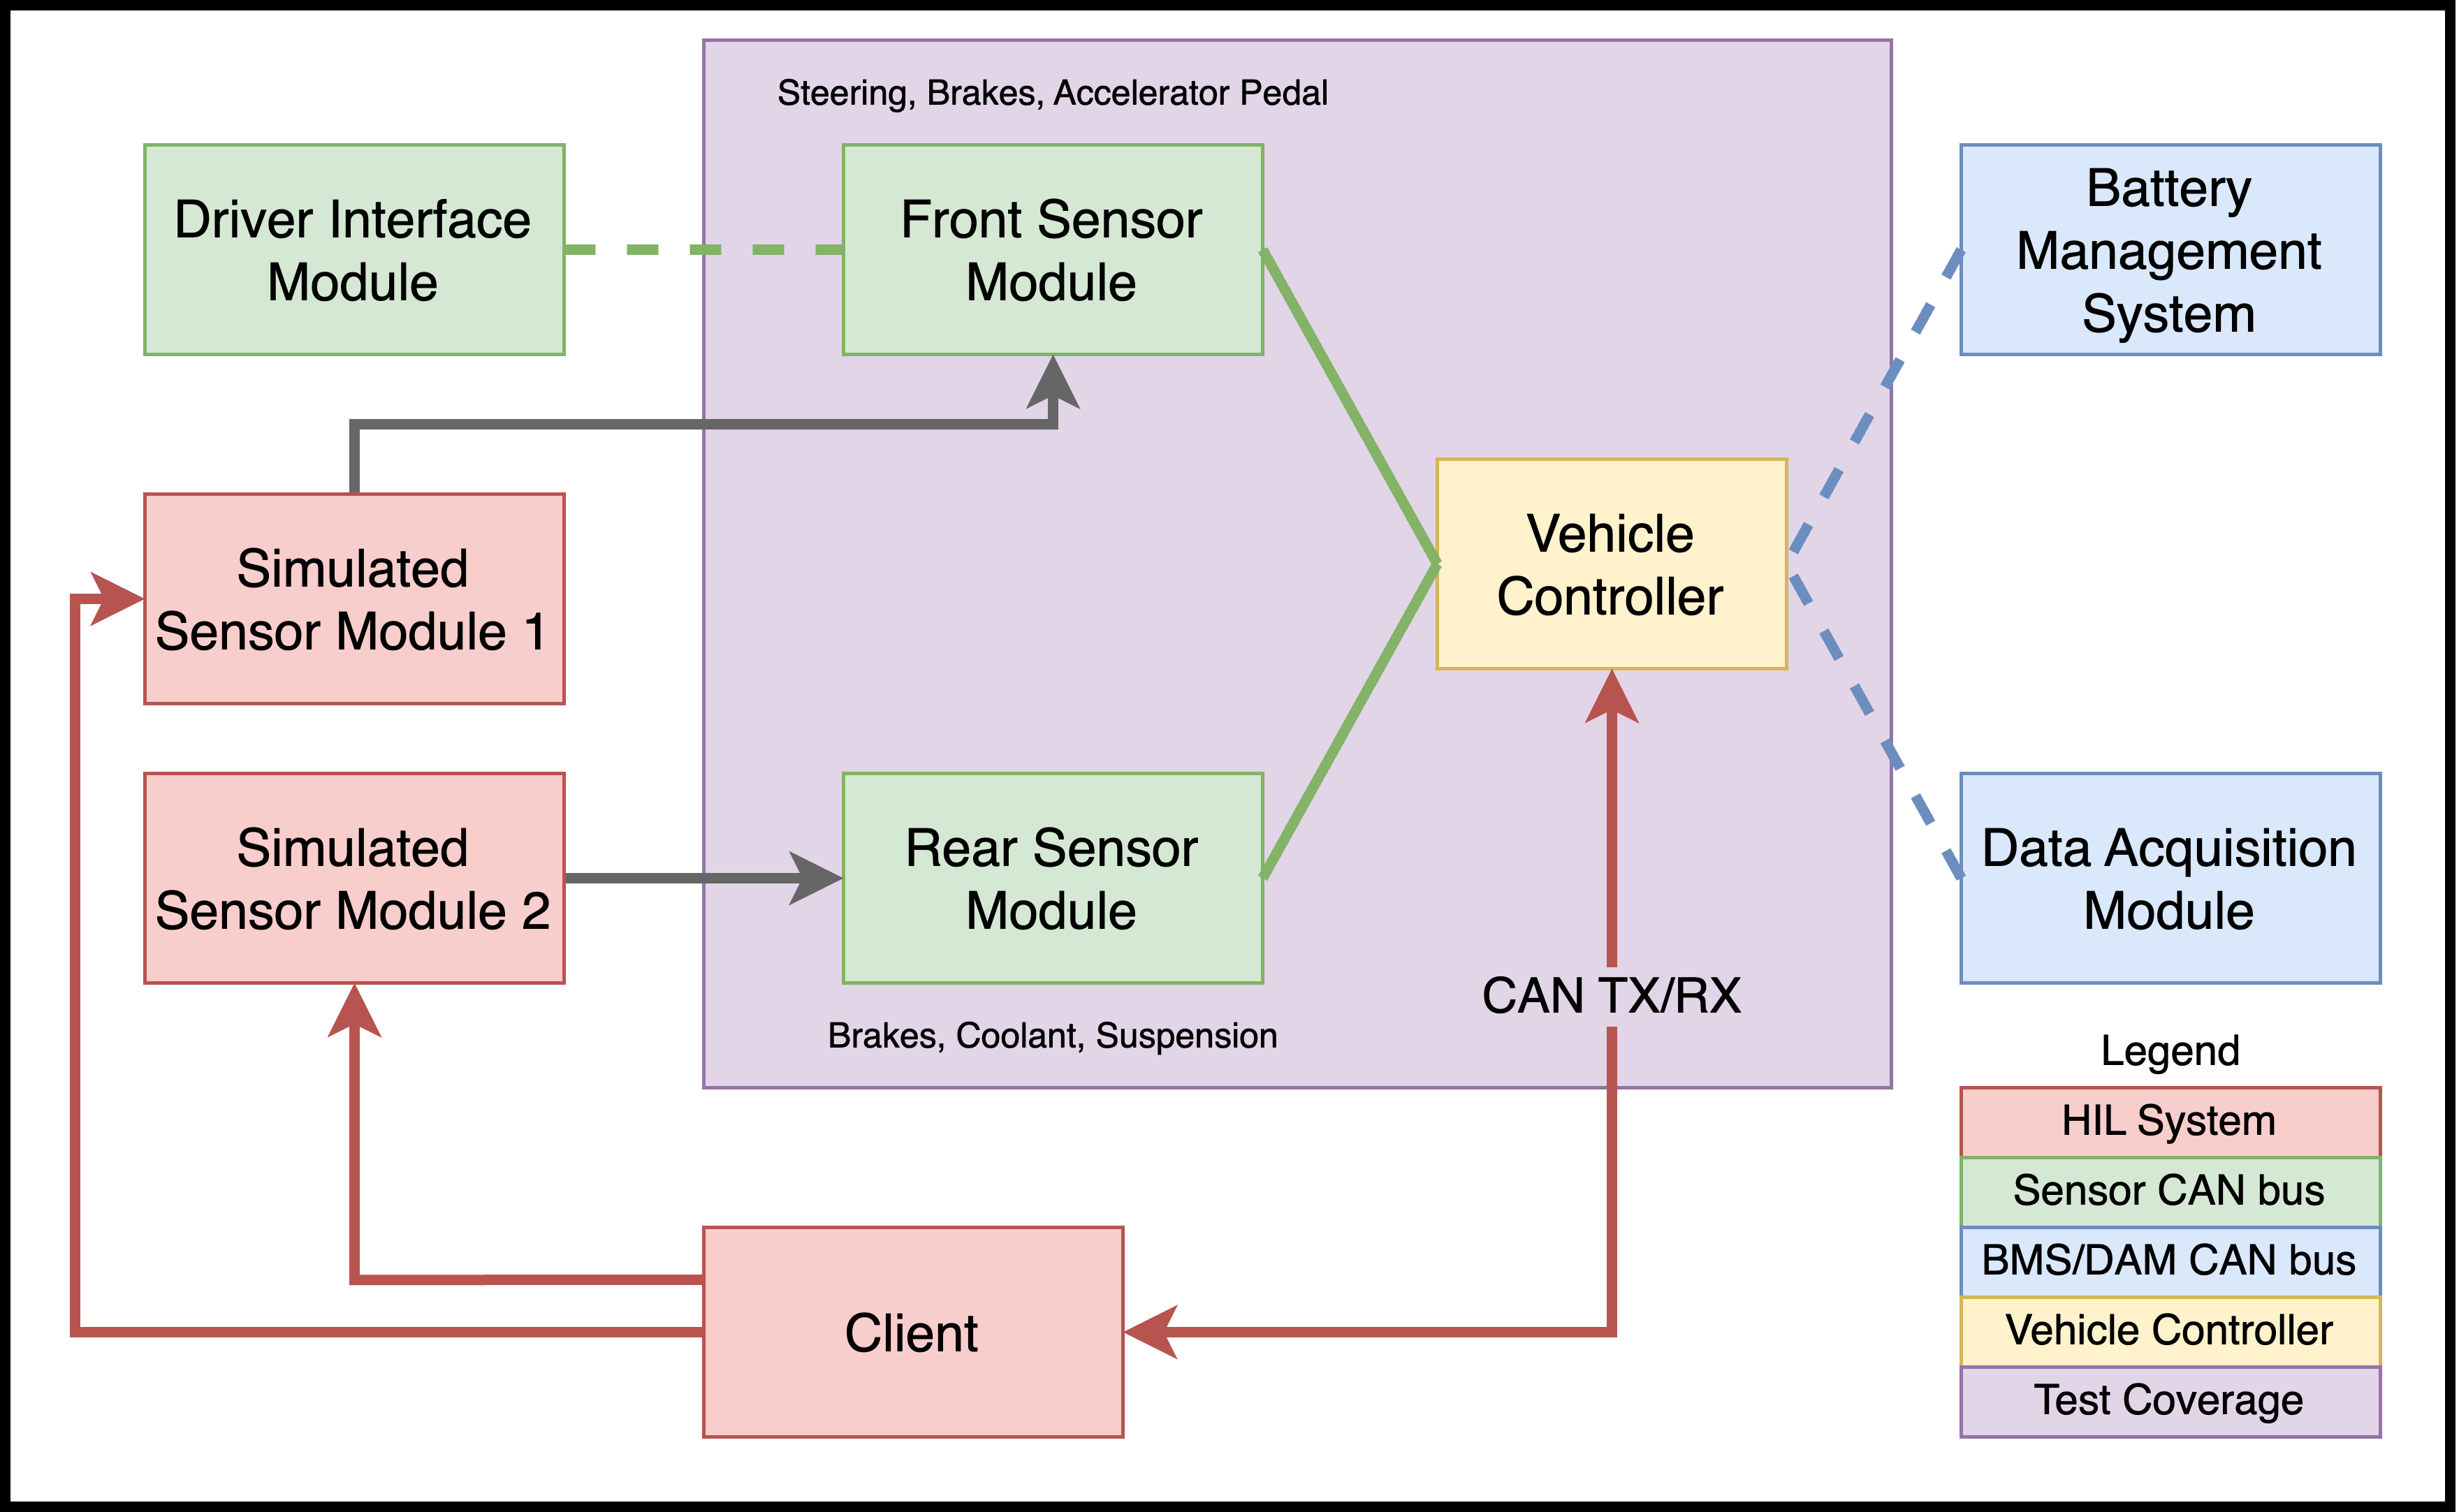 Steering, Brakes, Accelerator Pedal
Driver Interface
Module
Front Sensor
Module
Battery
Management
System
Simulated
Sensor Module 1
Vehicle
Controller
Simulated
Sensor Module 2
Rear Sensor
Module
Data Acquisition
Module
CAN TX/RX
Brakes, Coolant, Suspension
Client
Legend
HIL System
Sensor CAN bus
BMS/DAM CAN bus
Vehicle Controller
Test Coverage